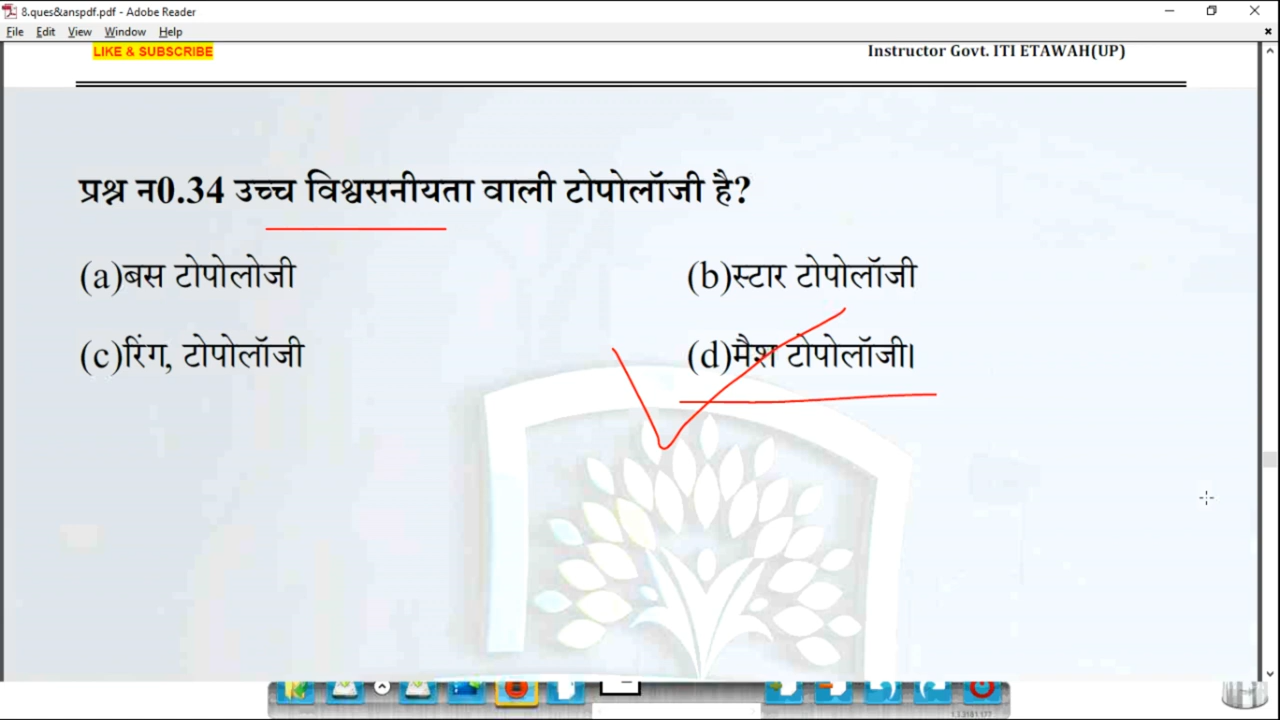 8.ques&anspdf.pdf - Adobe Reader
File Edit View Window Help
LIKE & SUBSCRIBE
Instructor Govt. ITI ETAWAH(UP)
प्रश्न न0.34 उच्च विश्वसनीयता वाली टोपोलॉजी है?
(a)बस टोपोलोजी
(b)स्टार टोपोलॉजी
(c)रिंग, टोपोलॉजी
(d)मैश टोपोलॉजी।